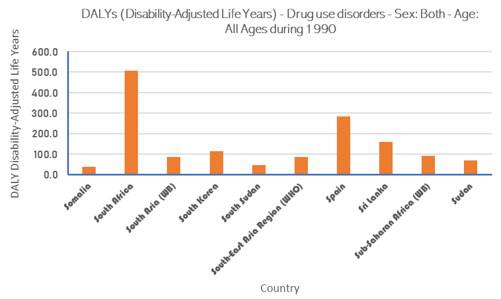 DALYs (Disability-Adjusted Life Years) - Drug use disorders - Sex: Both - Age:
All Ages during 1990
DALY Disability-Adjusted Life Years
600.0
500.0
400.0
300.0
200.0
100.0
0.0
Somalia
South Africa
South Asia (WB)
South Korea
South Sudan
South-East Asia Region (WHO)
Spain
Sri Lanka
Sub-Saharan Africa (WB)
Sudan
Country